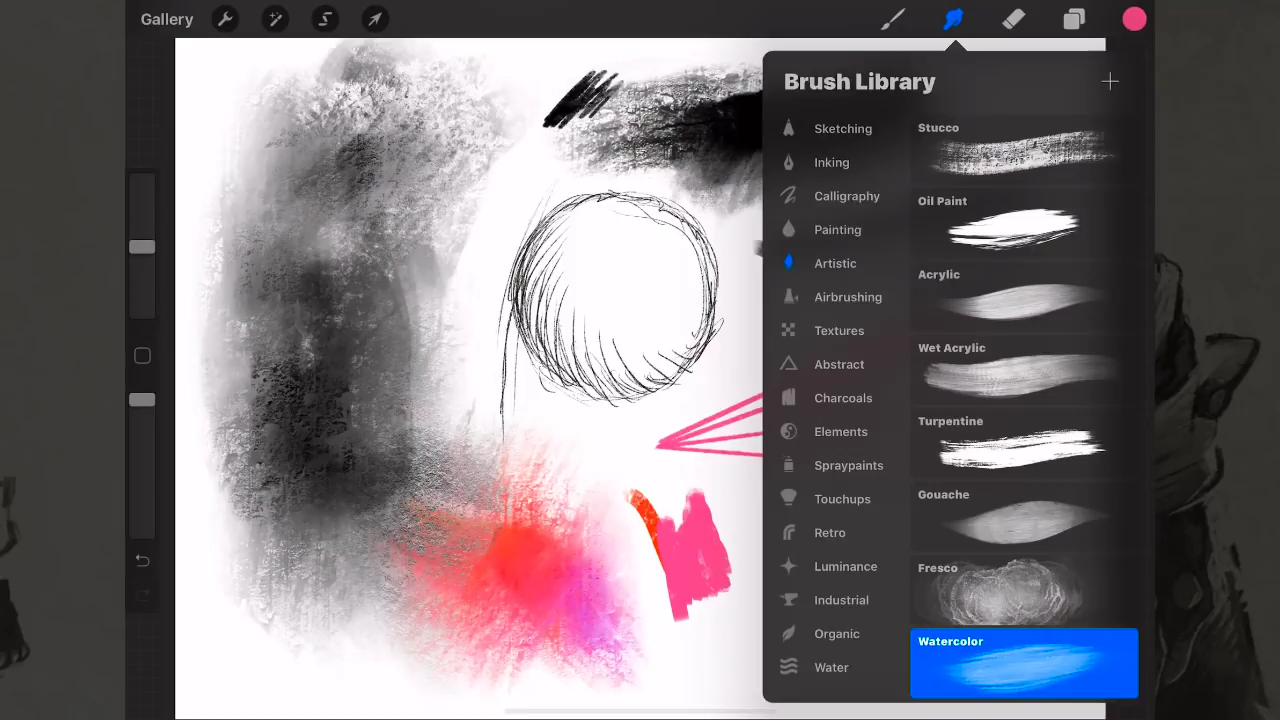 Gallery
Brush Library
Sketching
Inking
Calligraphy
Painting
Artistic
Airbrushing
Textures
Abstract
Charcoals
Elements
Spraypaints
Touchups
Retro
Luminance
Industrial
Organic
Water
Stucco
Oil Paint
Acrylic
Wet Acrylic
Turpentine
Gouache
Fresco
Watercolor